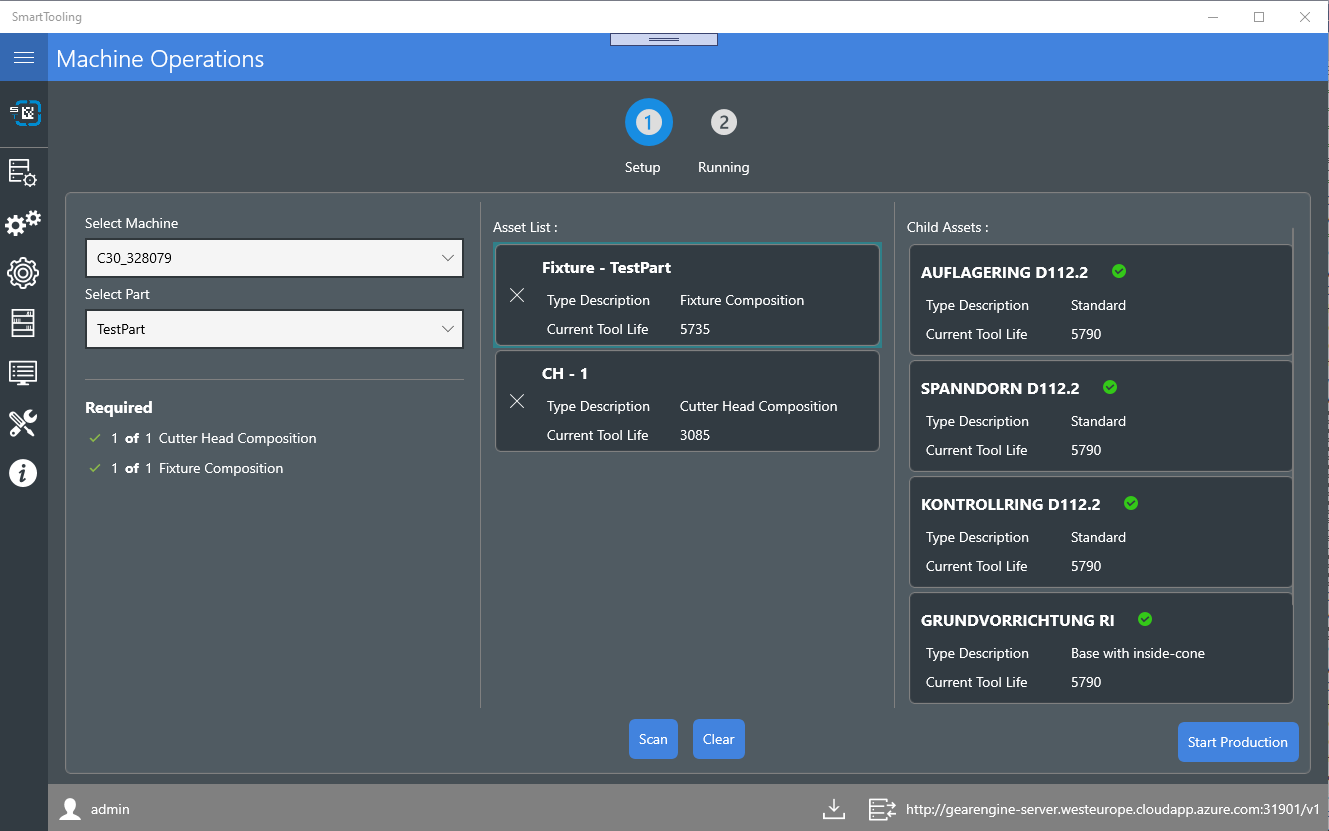 SmartTooling
Machine Operations
1
2
Setup
Running
Select Machine
C30_328079
Select Part
TestPart
Required
1 of 1 Cutter Head Composition
1 of 1 Fixture Composition
Asset List :
Fixture - TestPart
Type Description Fixture Composition
Current Tool Life 5735
CH - 1
Type Description Cutter Head Composition
Current Tool Life 3085
Child Assets :
AUFLAGERING D112.2
Type Description Standard
Current Tool Life 5790
SPANNDORN D112.2
Type Description Standard
Current Tool Life 5790
KONTROLLRING D112.2
Type Description Standard
Current Tool Life 5790
GRUNDVORRICHTUNG RI
Type Description Base with inside-cone
Current Tool Life 5790
Scan
Clear
Start Production
admin
http://gearengine-server.westeurope.cloudapp.azure.com:31901/v1